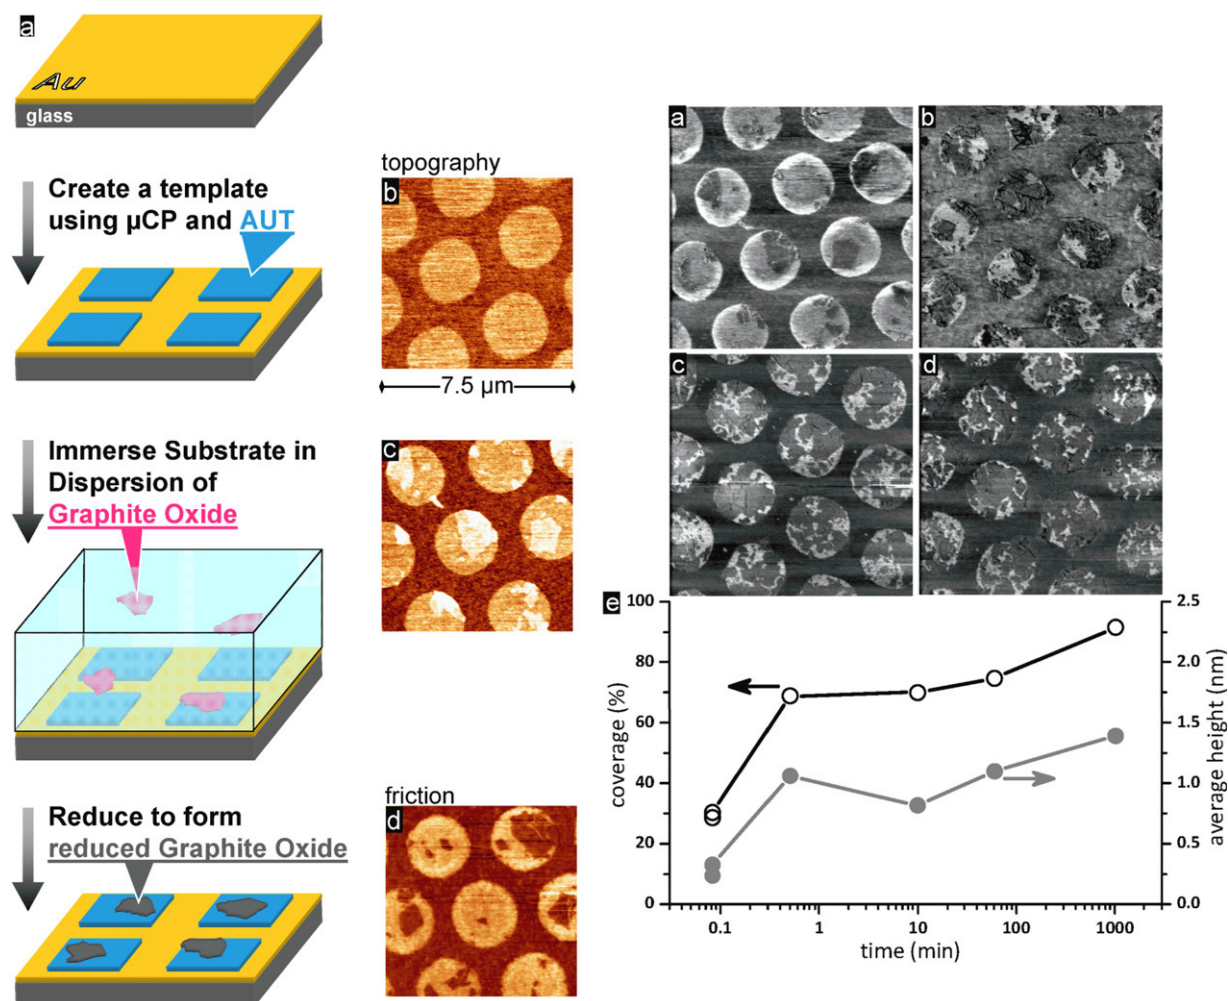 a
Au
glass
Create a template
using µCP and AUT
Immerse Substrate in
Dispersion of
Graphite Oxide
Reduce to form
reduced Graphite Oxide
topography
b
7.5 µm
c
friction
d
a
b
c
d
e
100
80
60
40
20
0
coverage (%)
2.5
2.0
1.5
1.0
0.5
0.0
average height (nm)
0.1
1
10
100
1000
time (min)